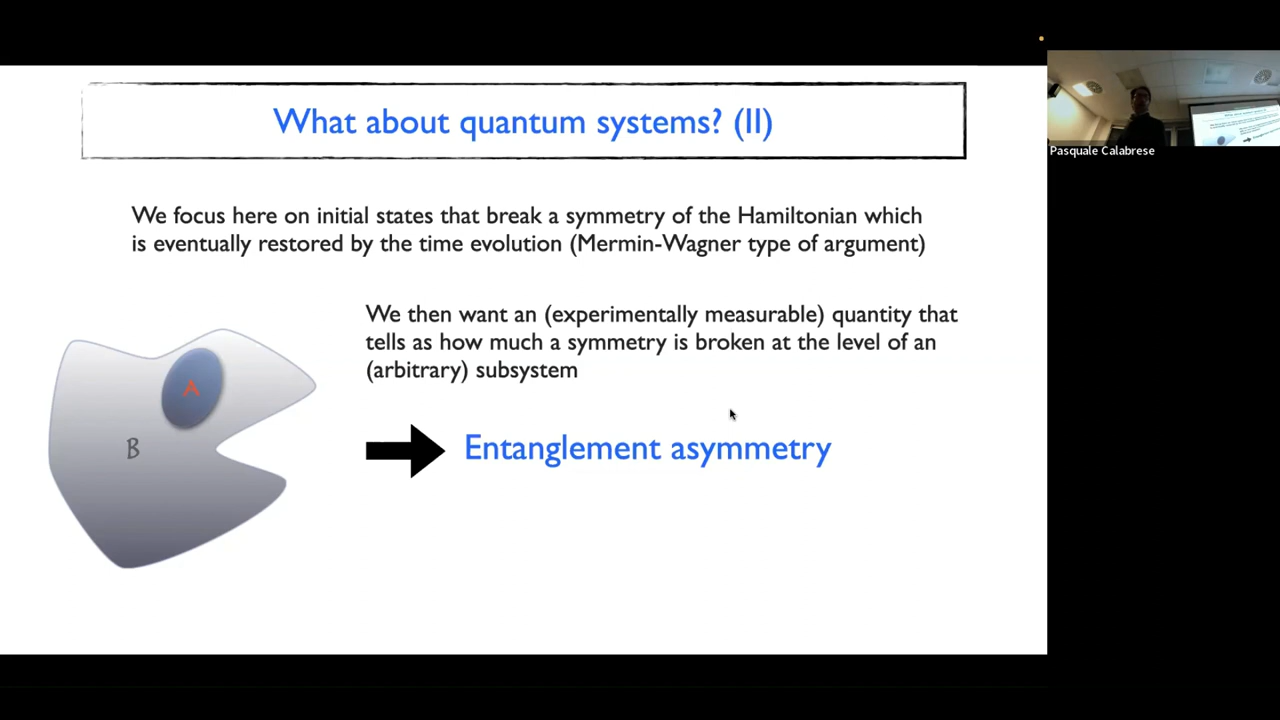 What about quantum systems? (II)
We focus here on initial states that break a symmetry of the Hamiltonian which
is eventually restored by the time evolution (Mermin-Wagner type of argument)
We then want an (experimentally measurable) quantity that
tells as how much a symmetry is broken at the level of an
(arbitrary) subsystem
A
B
Entanglement asymmetry
Pasquale Calabrese